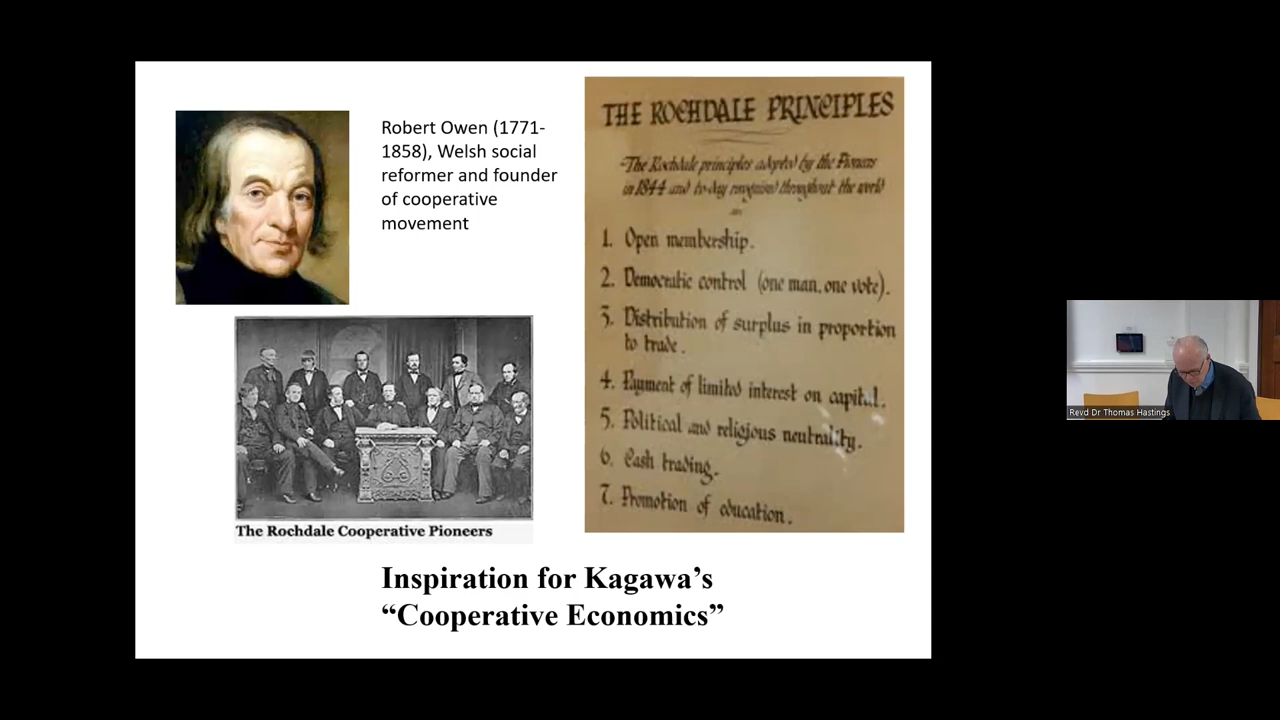 Robert Owen (1771-
1858), Welsh social
reformer and founder
of cooperative
movement
THE ROCHDALE PRINCIPLES
The Rochdale principles adopted by the Pioneers
in 1844 and to-day recognised throughout the world
1. Open membership.
2. Democratic control (one man, one vote).
3. Distribution of surplus in proportion
to trade.
4. Payment of limited interest on capital.
5. Political and religious neutrality.
6. Cash trading.
7. Promotion of education.
The Rochdale Cooperative Pioneers
Inspiration for Kagawa’s
“Cooperative Economics”
Revd Dr Thomas Hastings